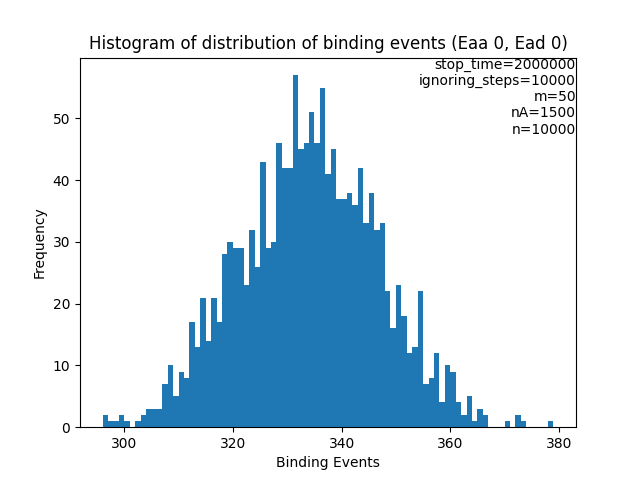 Histogram of distribution of binding events (Eaa 0, Ead 0)
stop_time=2000000
ignoring_steps=10000
m=50
nA=1500
n=10000
Frequency
50
40
30
20
10
0
300 320 340 360 380
Binding Events